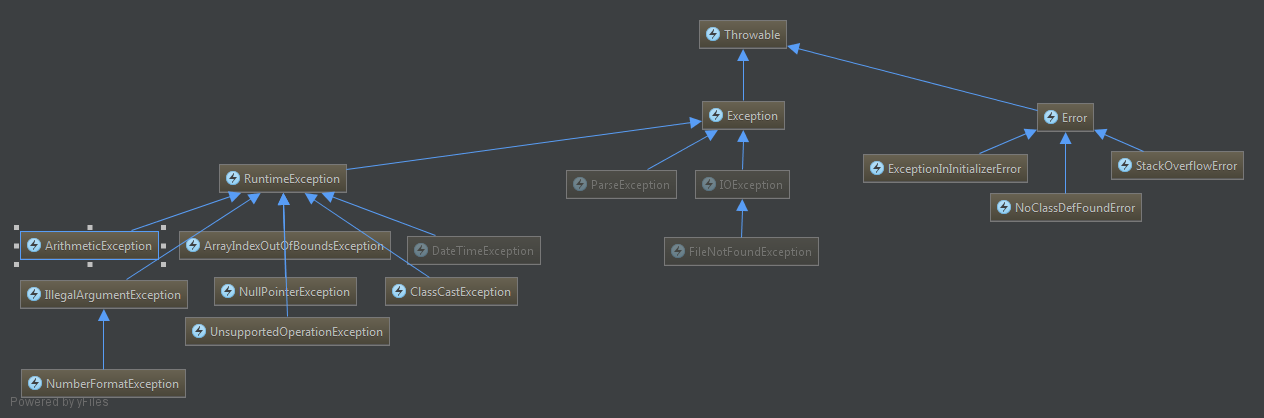 Throwable
Exception
Error
RuntimeException
ParseException
IOException
ExceptionInInitializerError
StackOverflowError
NoClassDefFoundError
ArithmeticException
ArrayIndexOutOfBoundsException
DateTimeException
FileNotFoundException
IllegalArgumentException
NullPointerException
ClassCastException
UnsupportedOperationException
NumberFormatException
Powered by yFiles